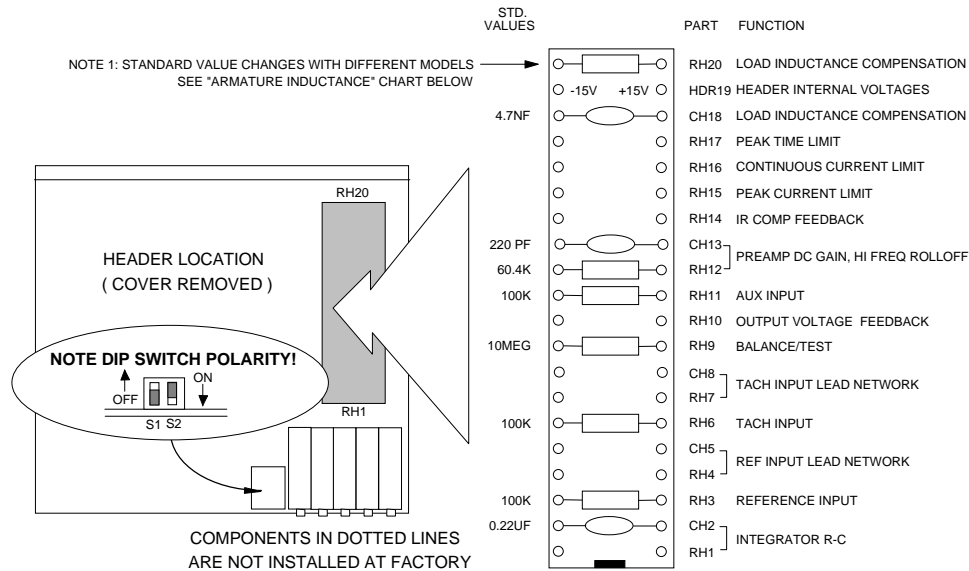 STD.
VALUES
PART FUNCTION
NOTE 1: STANDARD VALUE CHANGES WITH DIFFERENT MODELS
SEE "ARMATURE INDUCTANCE" CHART BELOW
RH20 LOAD INDUCTANCE COMPENSATION
-15V +15V HDR19 HEADER INTERNAL VOLTAGES
4.7NF CH18 LOAD INDUCTANCE COMPENSATION
RH17 PEAK TIME LIMIT
RH16 CONTINUOUS CURRENT LIMIT
RH15 PEAK CURRENT LIMIT
RH14 IR COMP FEEDBACK
220 PF CH13
PREAMP DC GAIN, HI FREQ ROLLOFF
60.4K RH12
100K RH11 AUX INPUT
RH10 OUTPUT VOLTAGE FEEDBACK
10MEG RH9 BALANCE/TEST
CH8
TACH INPUT LEAD NETWORK
RH7
100K RH6 TACH INPUT
CH5
REF INPUT LEAD NETWORK
RH4
100K RH3 REFERENCE INPUT
0.22UF CH2
INTEGRATOR R-C
RH1
RH20
HEADER LOCATION
( COVER REMOVED )
NOTE DIP SWITCH POLARITY!
OFF ON
S1 S2
RH1
COMPONENTS IN DOTTED LINES
ARE NOT INSTALLED AT FACTORY